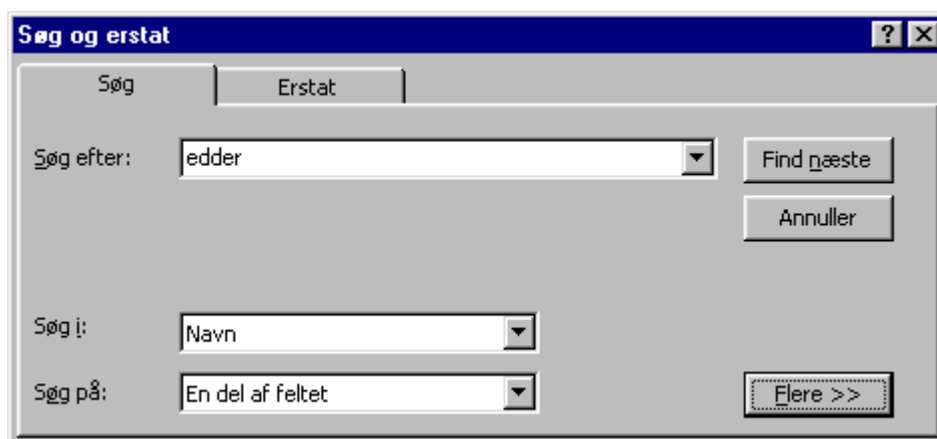 Søg og erstat
Søg
Erstat
Søg efter:
edder
Find næste
Annuller
Søg i:
Navn
Søg på:
En del af feltet
Flere >>